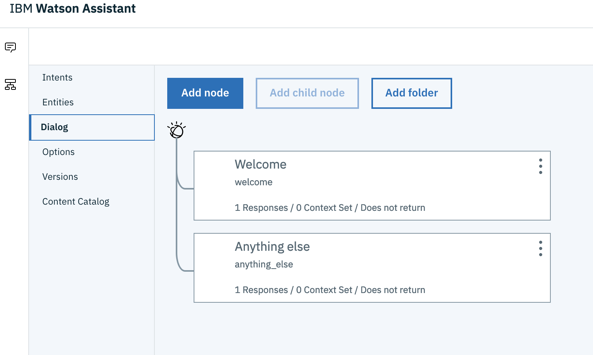 IBM Watson Assistant
Intents
Entities
Dialog
Options
Versions
Content Catalog
Add node
Add child node
Add folder
Welcome
welcome
1 Responses / 0 Context Set / Does not return
Anything else
anything_else
1 Responses / 0 Context Set / Does not return